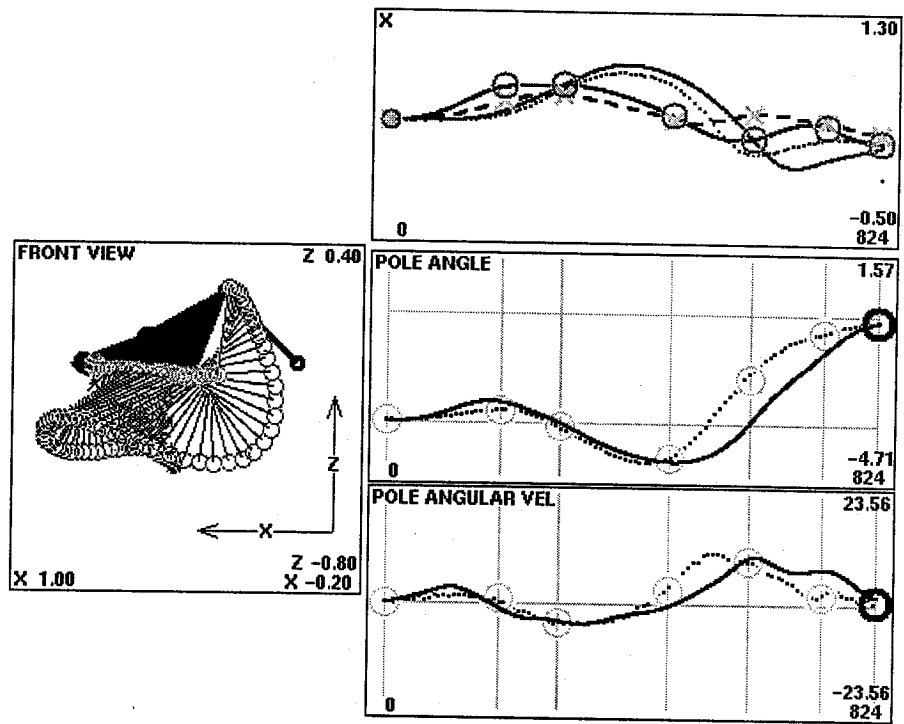 X 1.30
-0.50
0 824
FRONT VIEW Z 0.40
Z
X
Z -0.80
X 1.00 X -0.20
POLE ANGLE 1.57
-4.71
0 824
POLE ANGULAR VEL 23.56
-23.56
0 824